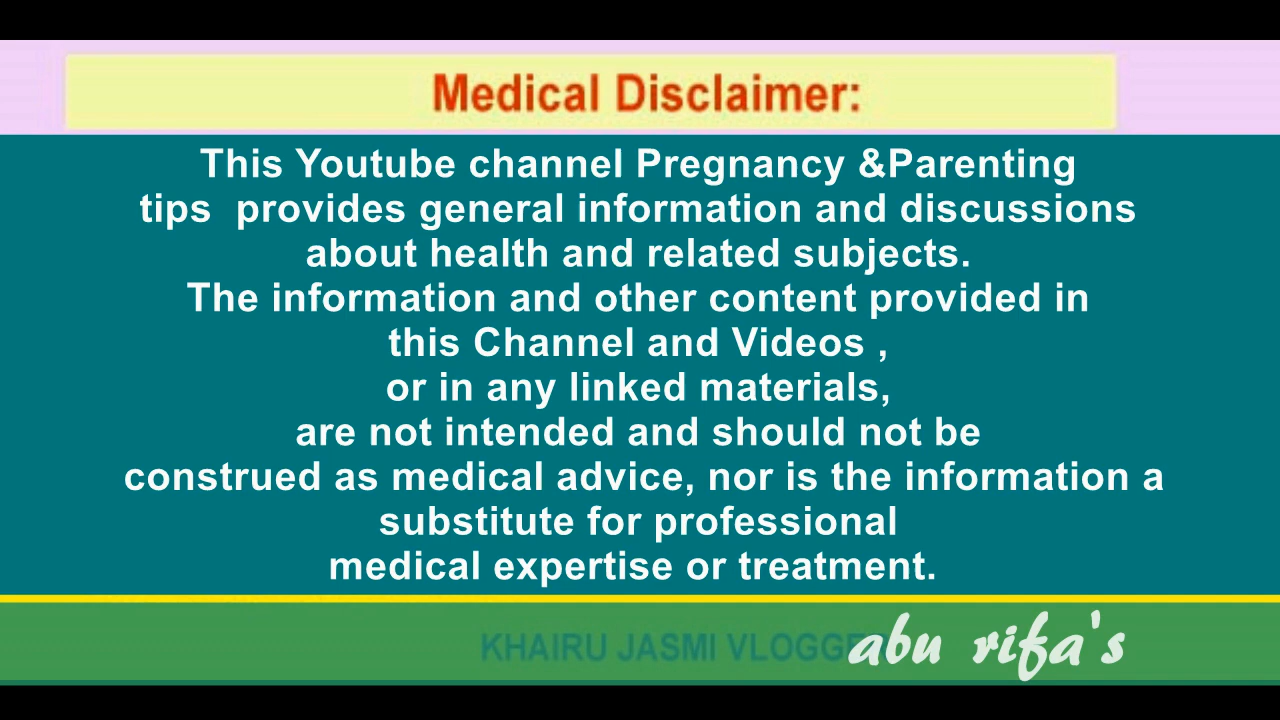 Medical Disclaimer:
This Youtube channel Pregnancy &Parenting
tips provides general information and discussions
about health and related subjects.
The information and other content provided in
this Channel and Videos ,
or in any linked materials,
are not intended and should not be
construed as medical advice, nor is the information a
substitute for professional
medical expertise or treatment.
KHAIRU JASMI
abu rifa's